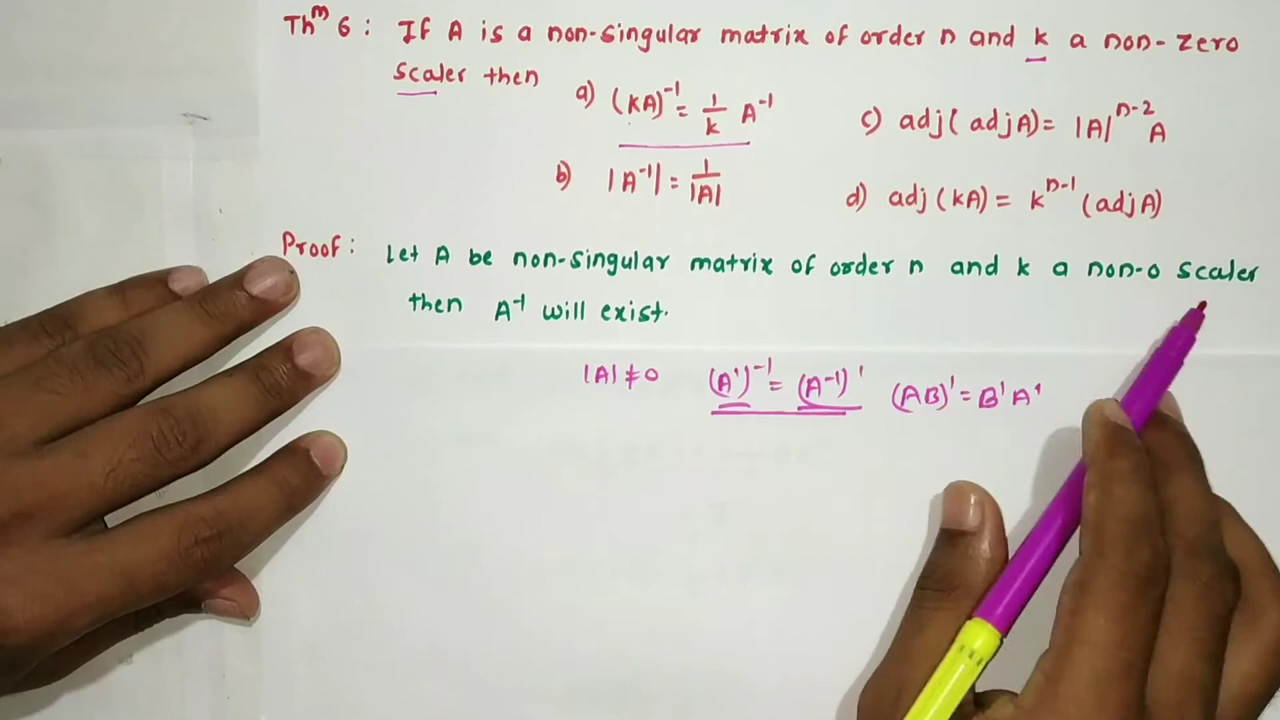 Thᵐ 6 : If A is a non-singular matrix of order n and k a non-zero
scaler then
a) (kA)⁻¹ = 1/k A⁻¹
c) adj( adjA) = |A|ⁿ⁻² A
b) |A⁻¹| = 1/|A|
d) adj (kA) = kⁿ⁻¹ (adjA)
Proof : Let A be non-singular matrix of order n and k a non-0 scaler
then A⁻¹ will exist.
|A| ≠ 0 (A')⁻¹ = (A⁻¹)' (AB)' = B'A'